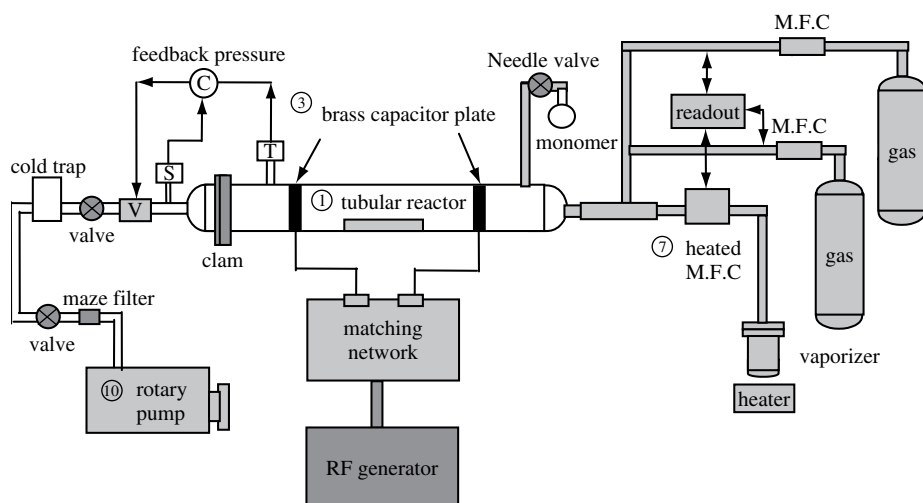 M.F.C
feedback pressure
C
Needle valve
③
brass capacitor plate
readout
monomer
M.F.C
gas
T
S
cold trap
① tubular reactor
V
valve
clam
⑦ heated
M.F.C
gas
maze filter
valve
matching
network
vaporizer
⑩ rotary
pump
heater
RF generator